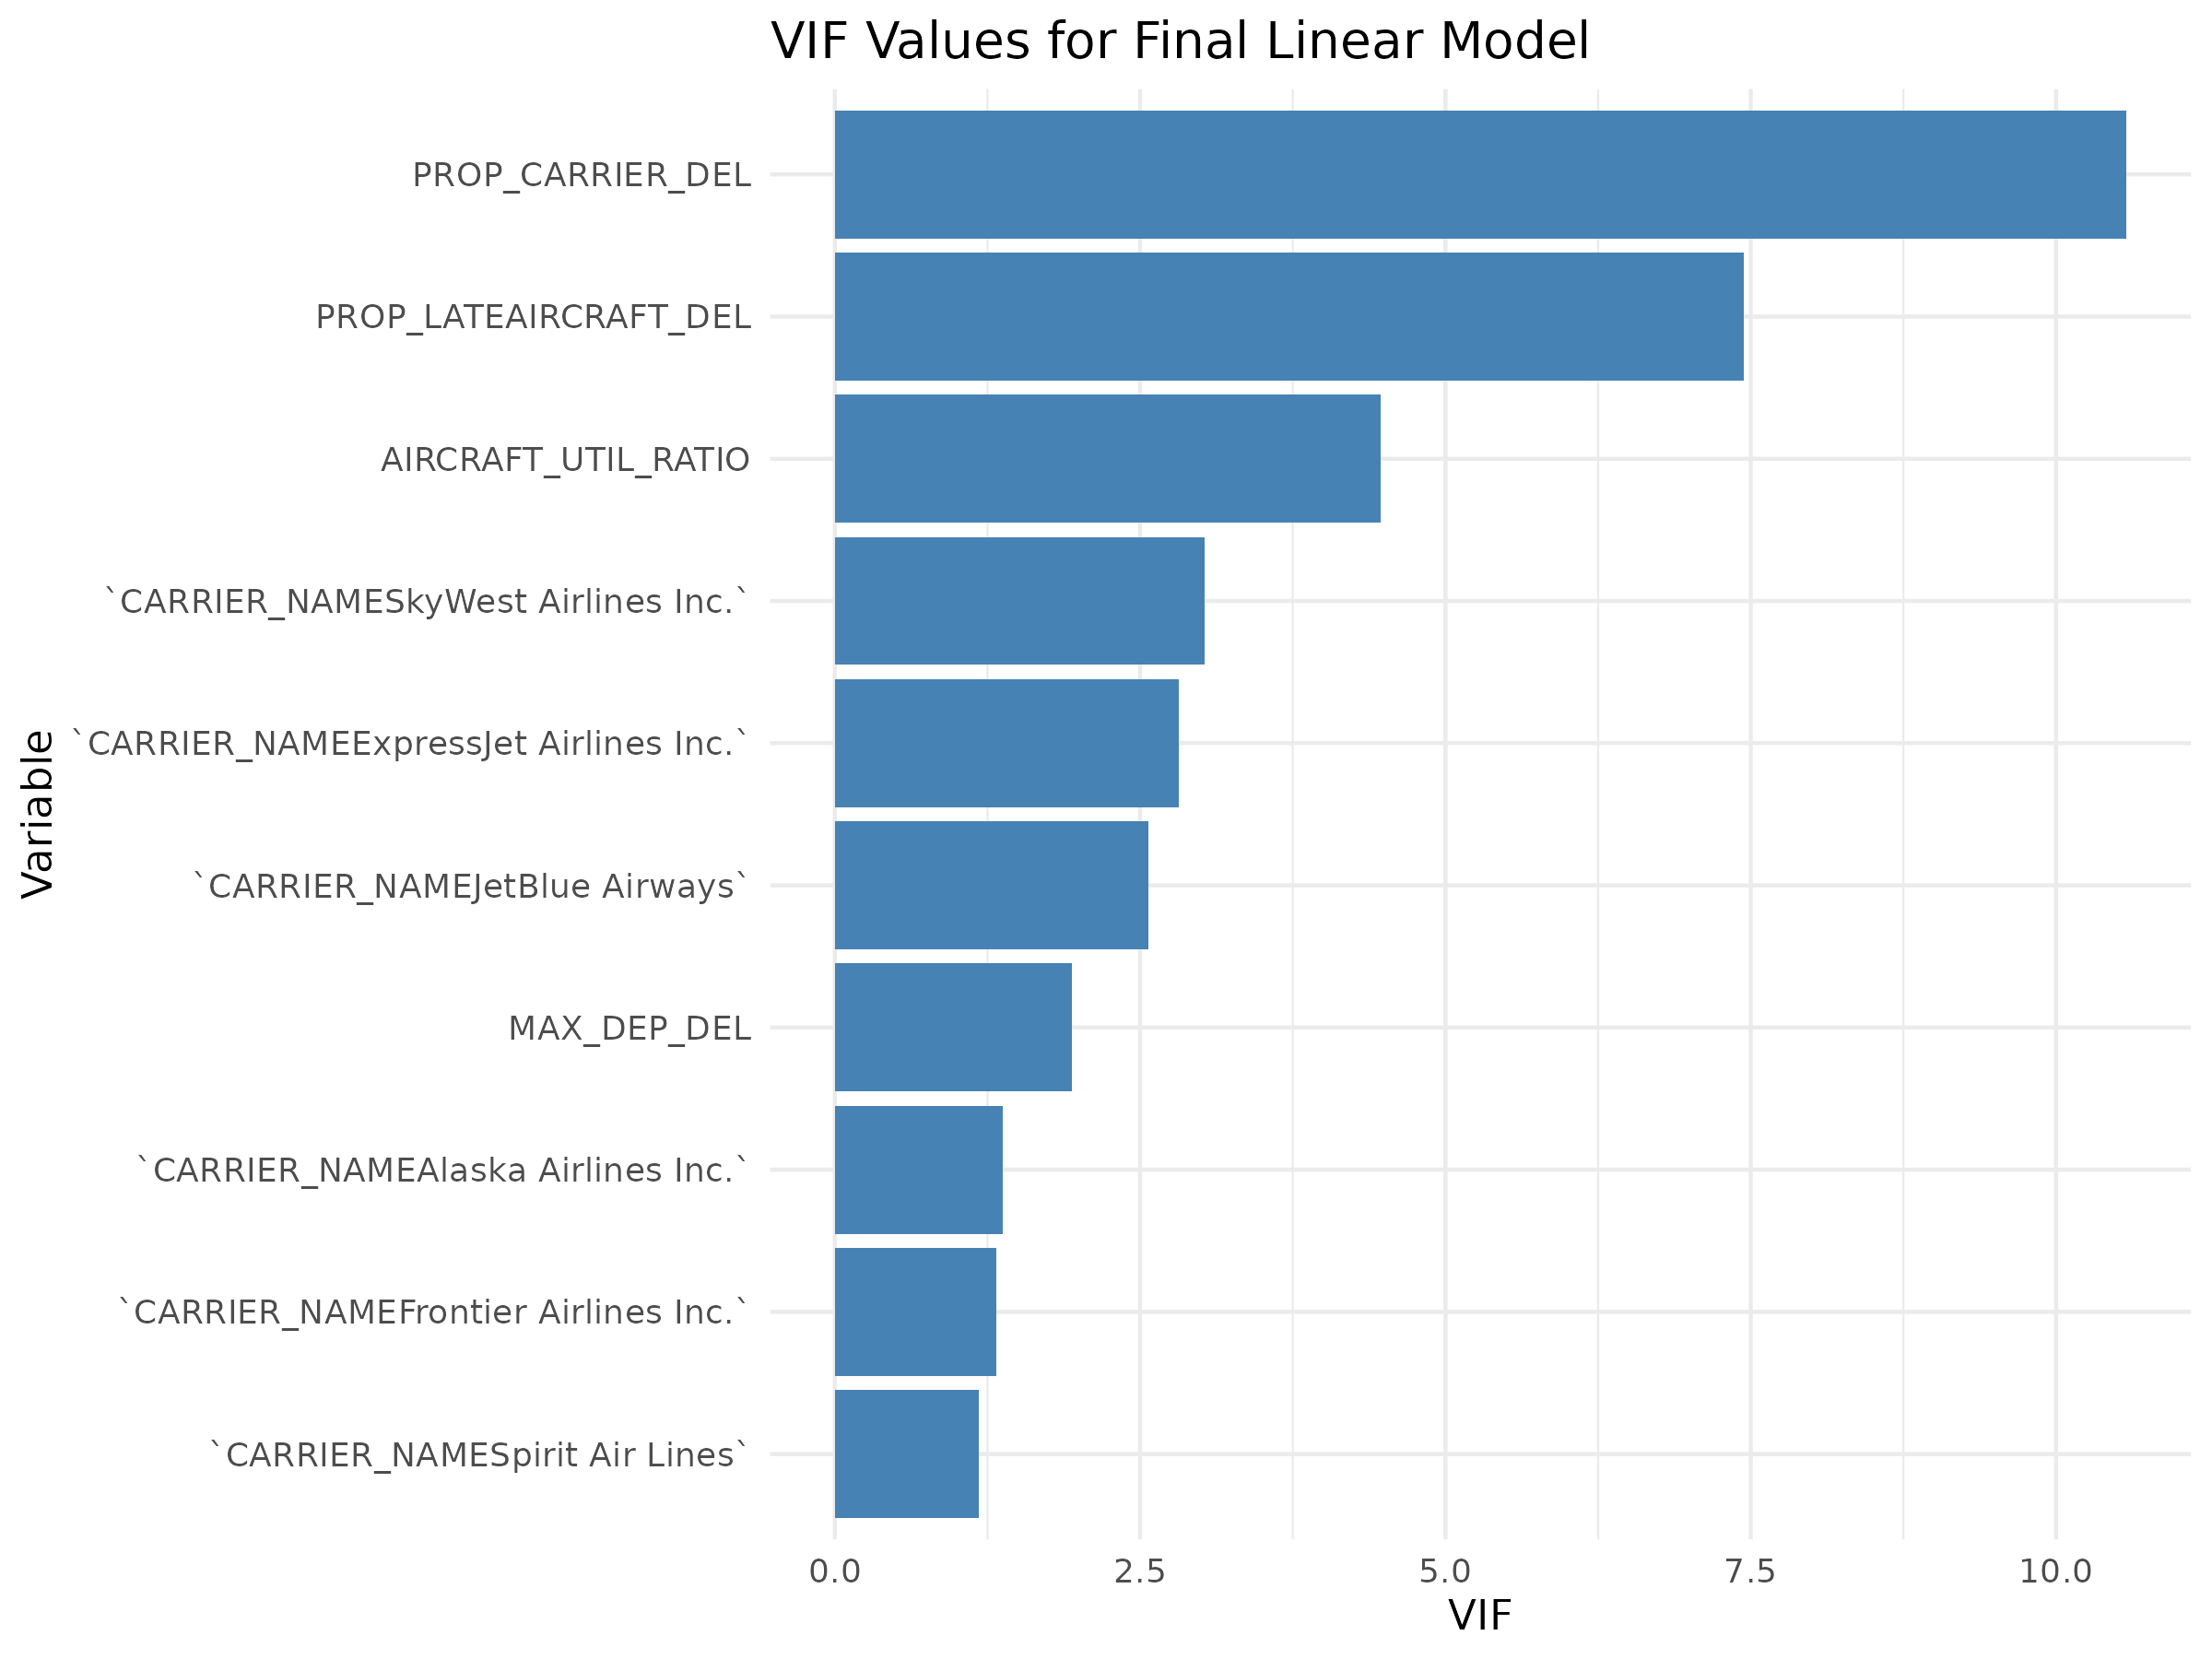 VIF Values for Final Linear Model
PROP_CARRIER_DEL
PROP_LATEAIRCRAFT_DEL
AIRCRAFT_UTIL_RATIO
`CARRIER_NAMESkyWest Airlines Inc.`
`CARRIER_NAMEExpressJet Airlines Inc.`
`CARRIER_NAMEJetBlue Airways`
MAX_DEP_DEL
`CARRIER_NAMEAlaska Airlines Inc.`
`CARRIER_NAMEFrontier Airlines Inc.`
`CARRIER_NAMESpirit Air Lines`
Variable
0.0 2.5 5.0 7.5 10.0
VIF